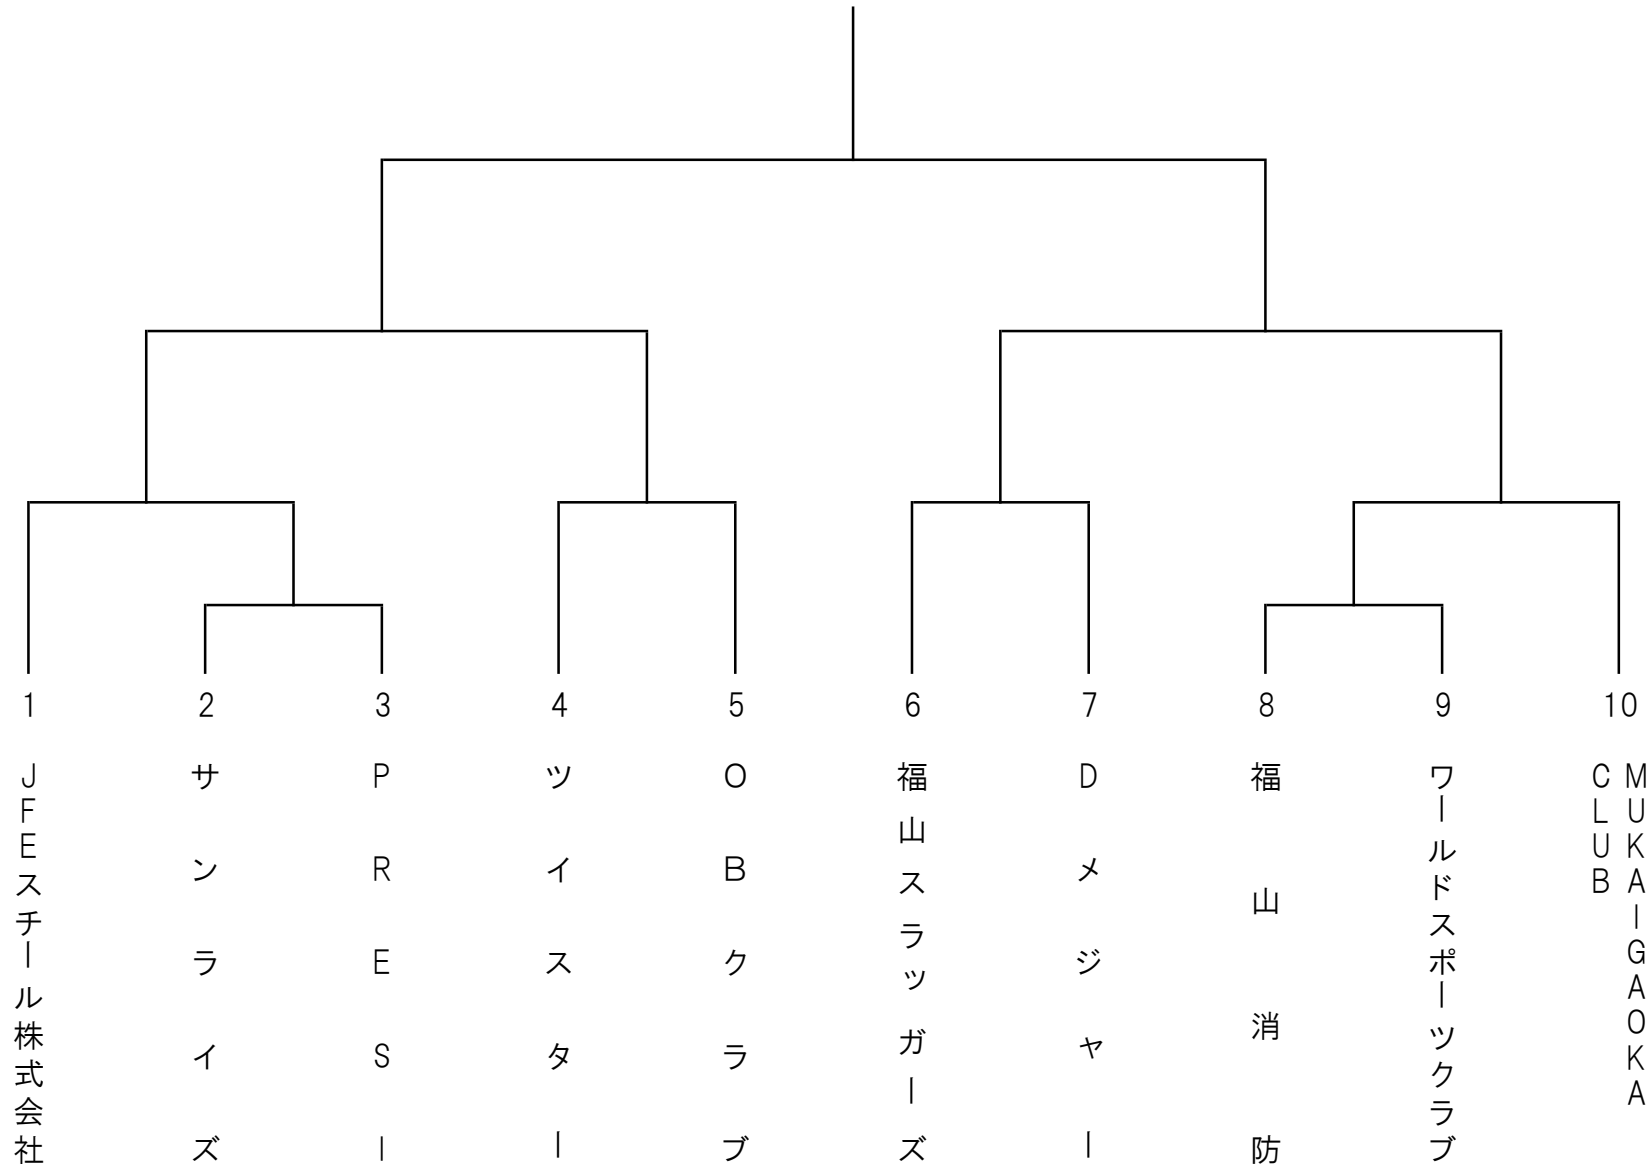 1
2
3
4
5
6
7
8
9
10
JFEスチール株式会社
サンライズ
PRESI
ツイスター
OBクラブ
福山スラッガーズ
Dメジャー
福山消防
ワールドスポーツクラブ
MUKAIGAOKA
CLUB